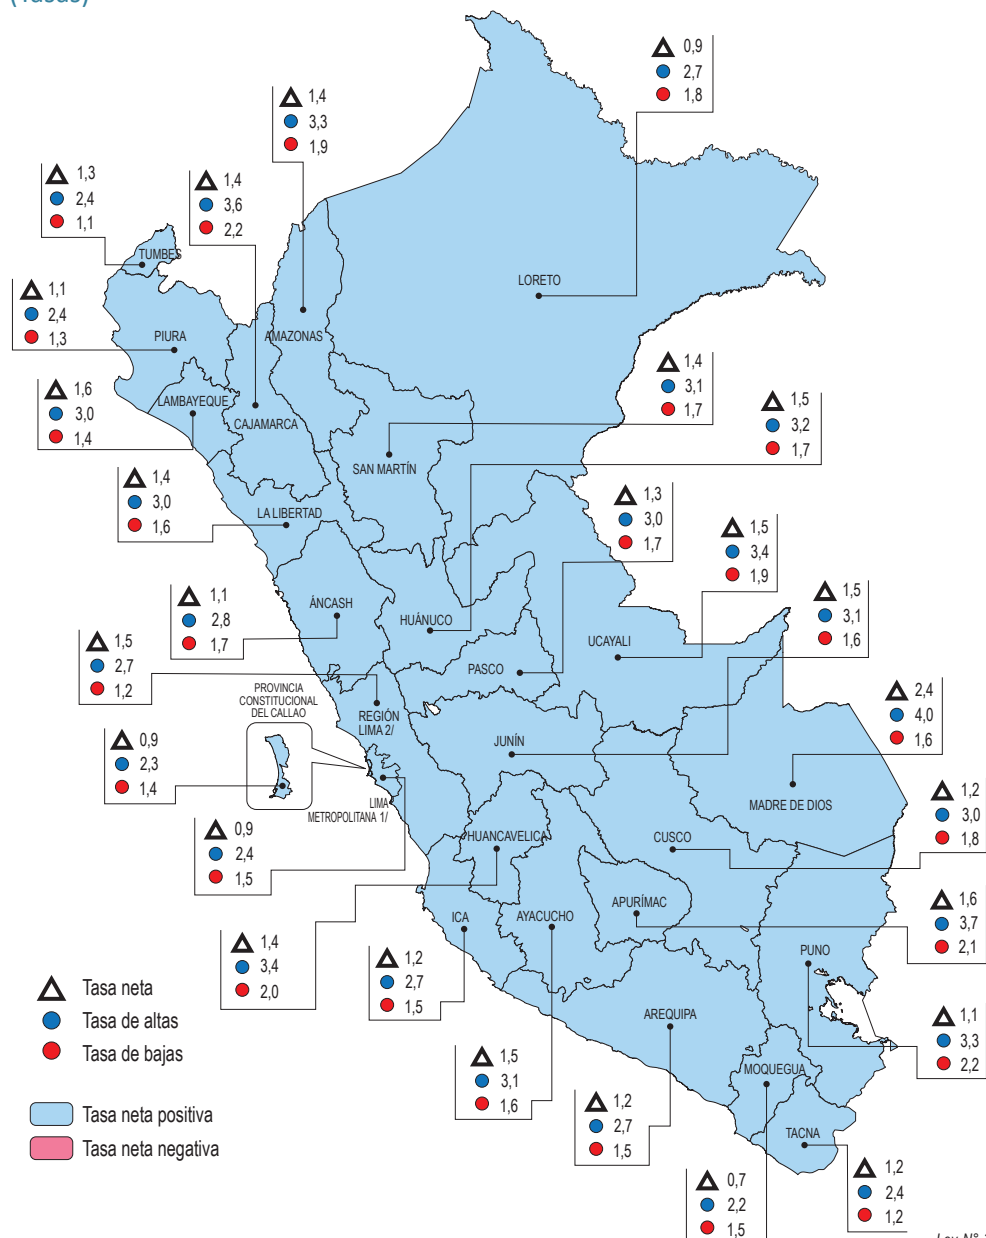 (Tasas)
0,9
2,7
1,8
1,4
3,3
1,9
1,3
2,4
1,1
1,4
3,6
2,2
TUMBES
LORETO
1,1
2,4
1,3
PIURA
AMAZONAS
1,6
3,0
1,4
LAMBAYEQUE
CAJAMARCA
1,4
3,1
1,7
1,5
3,2
1,7
SAN MARTÍN
1,4
3,0
1,6
LA LIBERTAD
1,3
3,0
1,7
1,5
3,4
1,9
1,1
2,8
1,7
ÁNCASH
HUÁNUCO
UCAYALI
1,5
3,1
1,6
1,5
2,7
1,2
PASCO
PROVINCIA
CONSTITUCIONAL
DEL CALLAO
REGIÓN
LIMA 2/
JUNÍN
2,4
4,0
1,6
0,9
2,3
1,4
MADRE DE DIOS
LIMA
METROPOLITANA 1/
1,2
3,0
1,8
0,9
2,4
1,5
HUANCAVELICA
CUSCO
1,6
3,7
2,1
ICA
AYACUCHO
APURÍMAC
PUNO
1,4
3,4
2,0
1,2
2,7
1,5
Tasa neta
Tasa de altas
Tasa de bajas
AREQUIPA
1,1
3,3
2,2
1,5
3,1
1,6
MOQUEGUA
Tasa neta positiva
Tasa neta negativa
1,2
2,7
1,5
TACNA
0,7
2,2
1,5
1,2
2,4
1,2